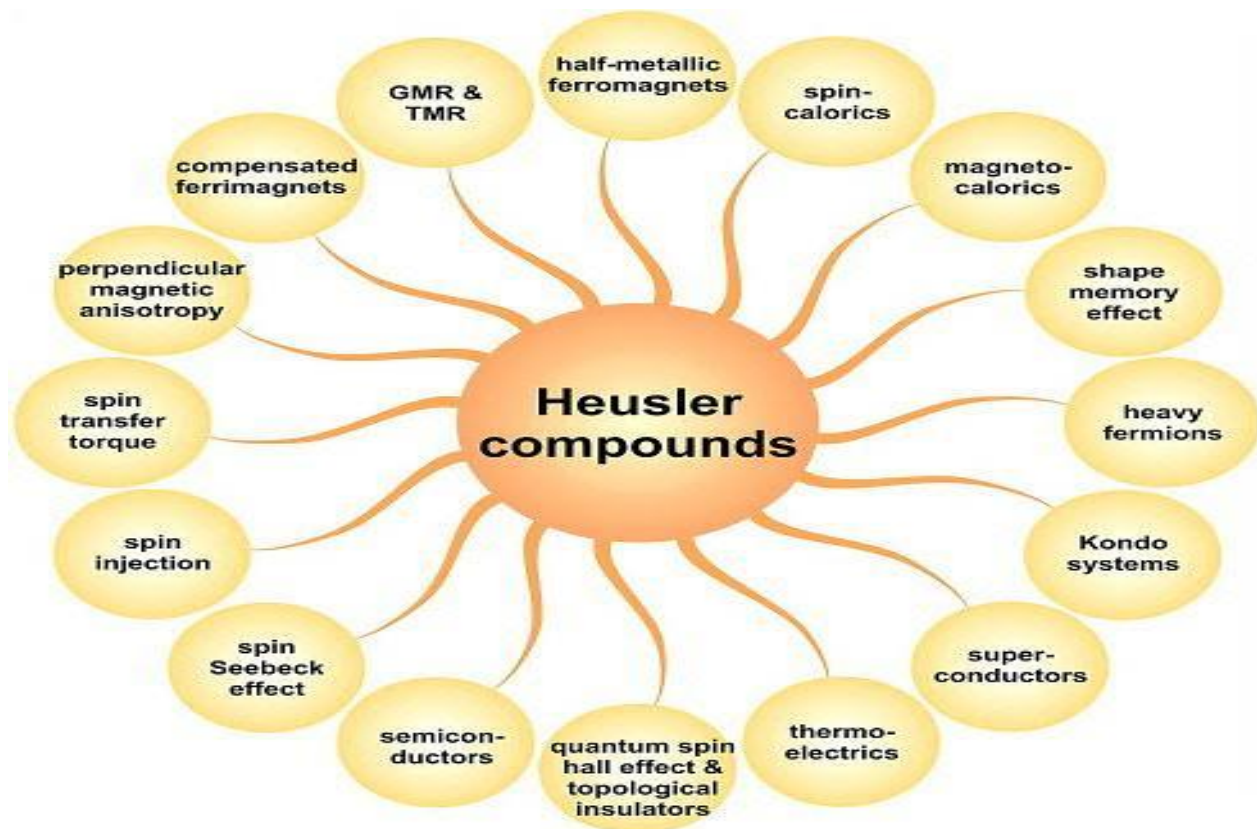 half-metallic
ferromagnets
spin-
calorics
magneto-
calorics
shape
memory
effect
heavy
fermions
Kondo
systems
super-
conductors
thermo-
electrics
quantum spin
hall effect &
topological
insulators
semicon-
ductors
spin
Seebeck
effect
spin
injection
spin
transfer
torque
perpendicular
magnetic
anisotropy
compensated
ferrimagnets
GMR &
TMR
Heusler
compounds